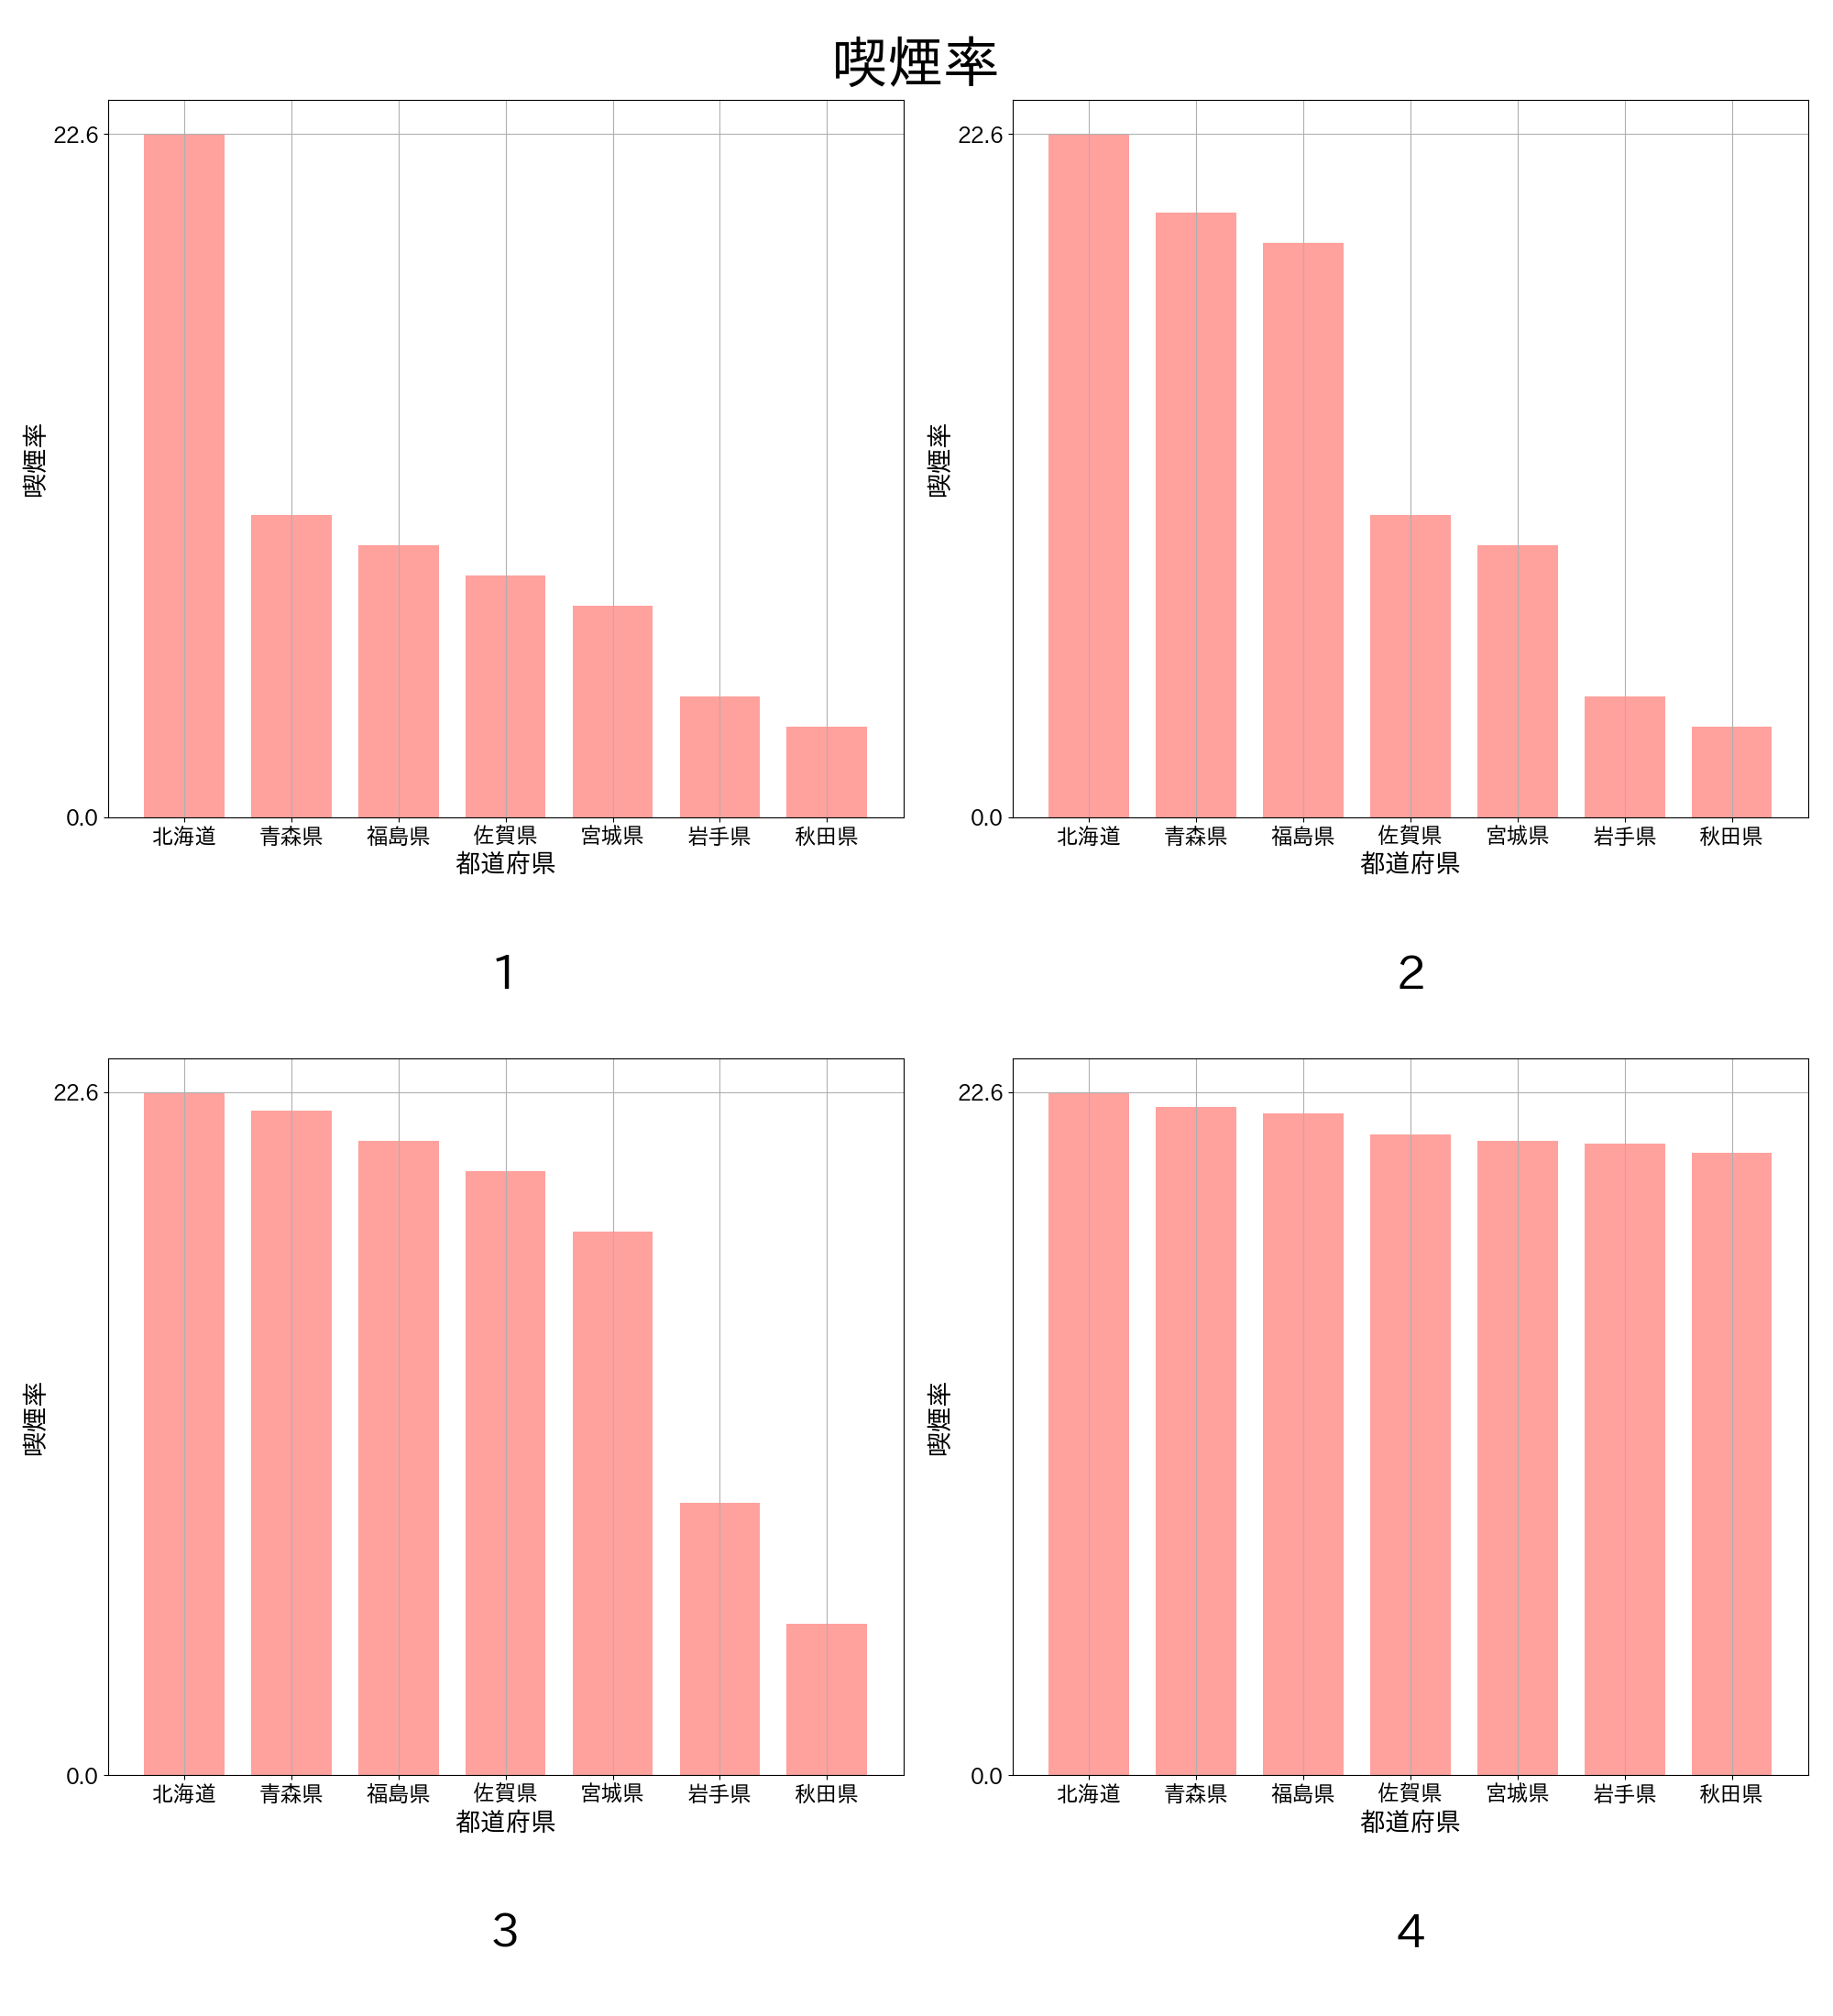 喫煙率
22.6
喫煙率
0.0
北海道 青森県 福島県 佐賀県 宮城県 岩手県 秋田県
都道府県
1
22.6
喫煙率
0.0
北海道 青森県 福島県 佐賀県 宮城県 岩手県 秋田県
都道府県
2
22.6
喫煙率
0.0
北海道 青森県 福島県 佐賀県 宮城県 岩手県 秋田県
都道府県
3
22.6
喫煙率
0.0
北海道 青森県 福島県 佐賀県 宮城県 岩手県 秋田県
都道府県
4